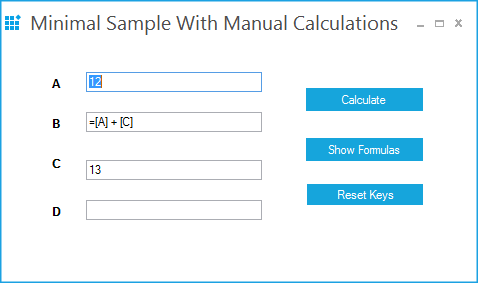 Minimal Sample With Manual Calculations
A 12
Calculate
B =[A] + [C]
Show Formulas
C 13
Reset Keys
D